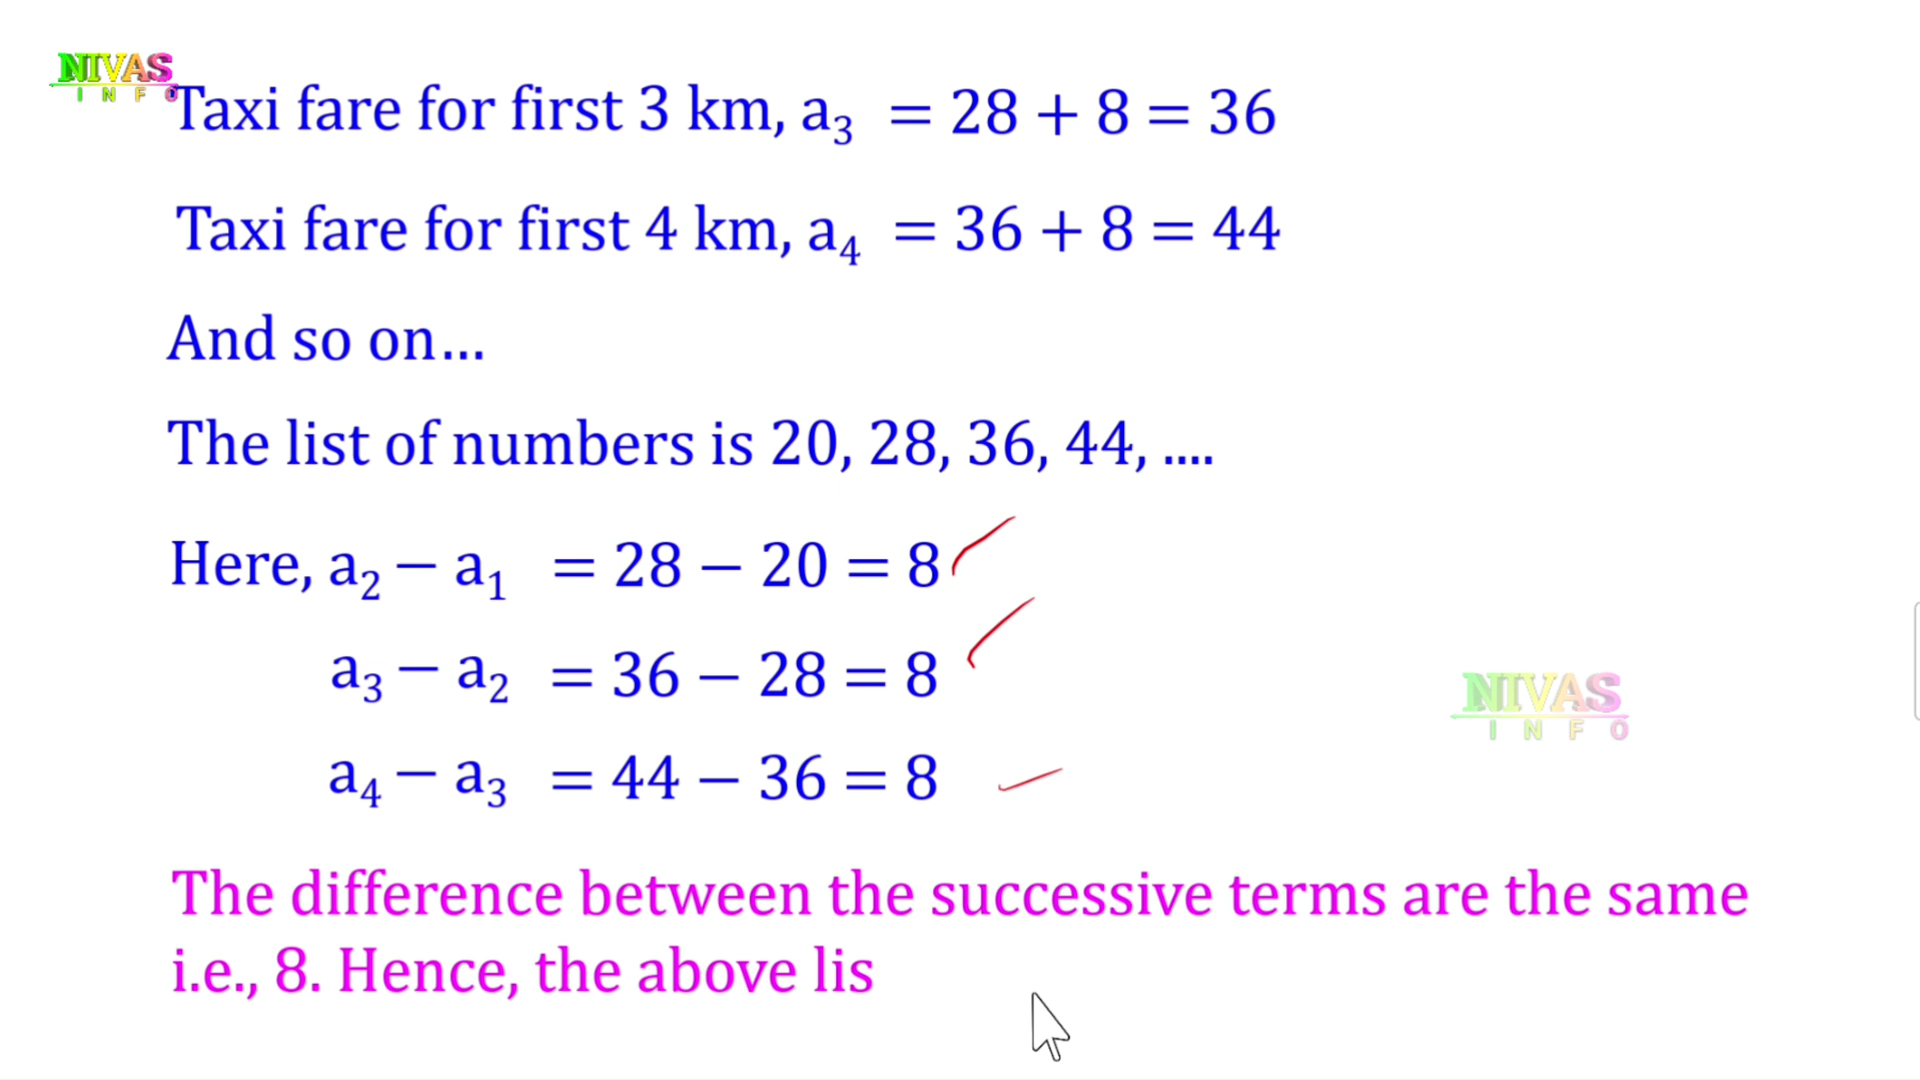 NIVAS
INFO
Taxi fare for first 3 km, a₃ = 28 + 8 = 36
Taxi fare for first 4 km, a₄ = 36 + 8 = 44
And so on...
The list of numbers is 20, 28, 36, 44, ....
Here, a₂ − a₁ = 28 − 20 = 8
a₃ − a₂ = 36 − 28 = 8
NIVAS
INFO
a₄ − a₃ = 44 − 36 = 8
The difference between the successive terms are the same
i.e., 8. Hence, the above lis